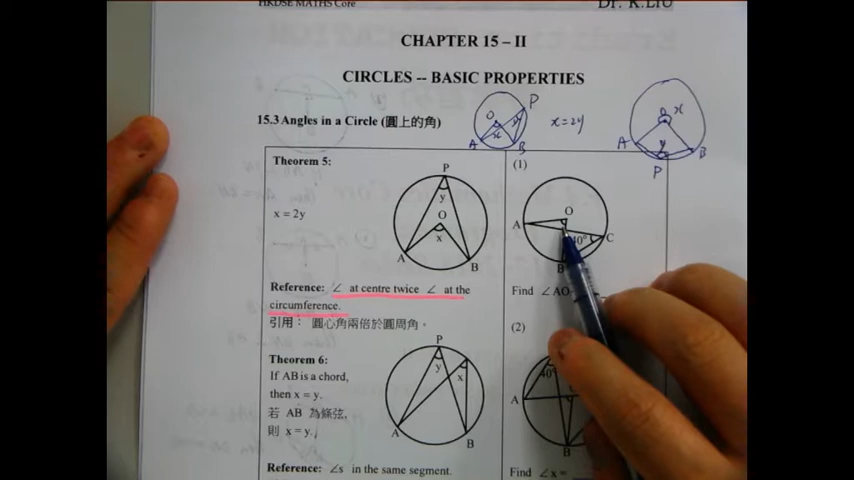 HKDSE MATHS Core
Dr. K.LIU
CHAPTER 15 – II
CIRCLES -- BASIC PROPERTIES
15.3 Angles in a Circle (圓上的角)
O
P
x
y
A
B
x = 2y
O
x
A
y
B
P
Theorem 5:
x = 2y
P
y
O
x
A
B
Reference: ∠ at centre twice ∠ at the
circumference.
引用： 圓心角兩倍於圓周角。
(1)
O
A
40°
C
B
Find ∠AO
Theorem 6:
If AB is a chord,
then x = y.
若 AB 為條弦,
則 x = y.
P
y
x
A
B
Reference: ∠s in the same segment.
(2)
40°
A
B
Find ∠x =